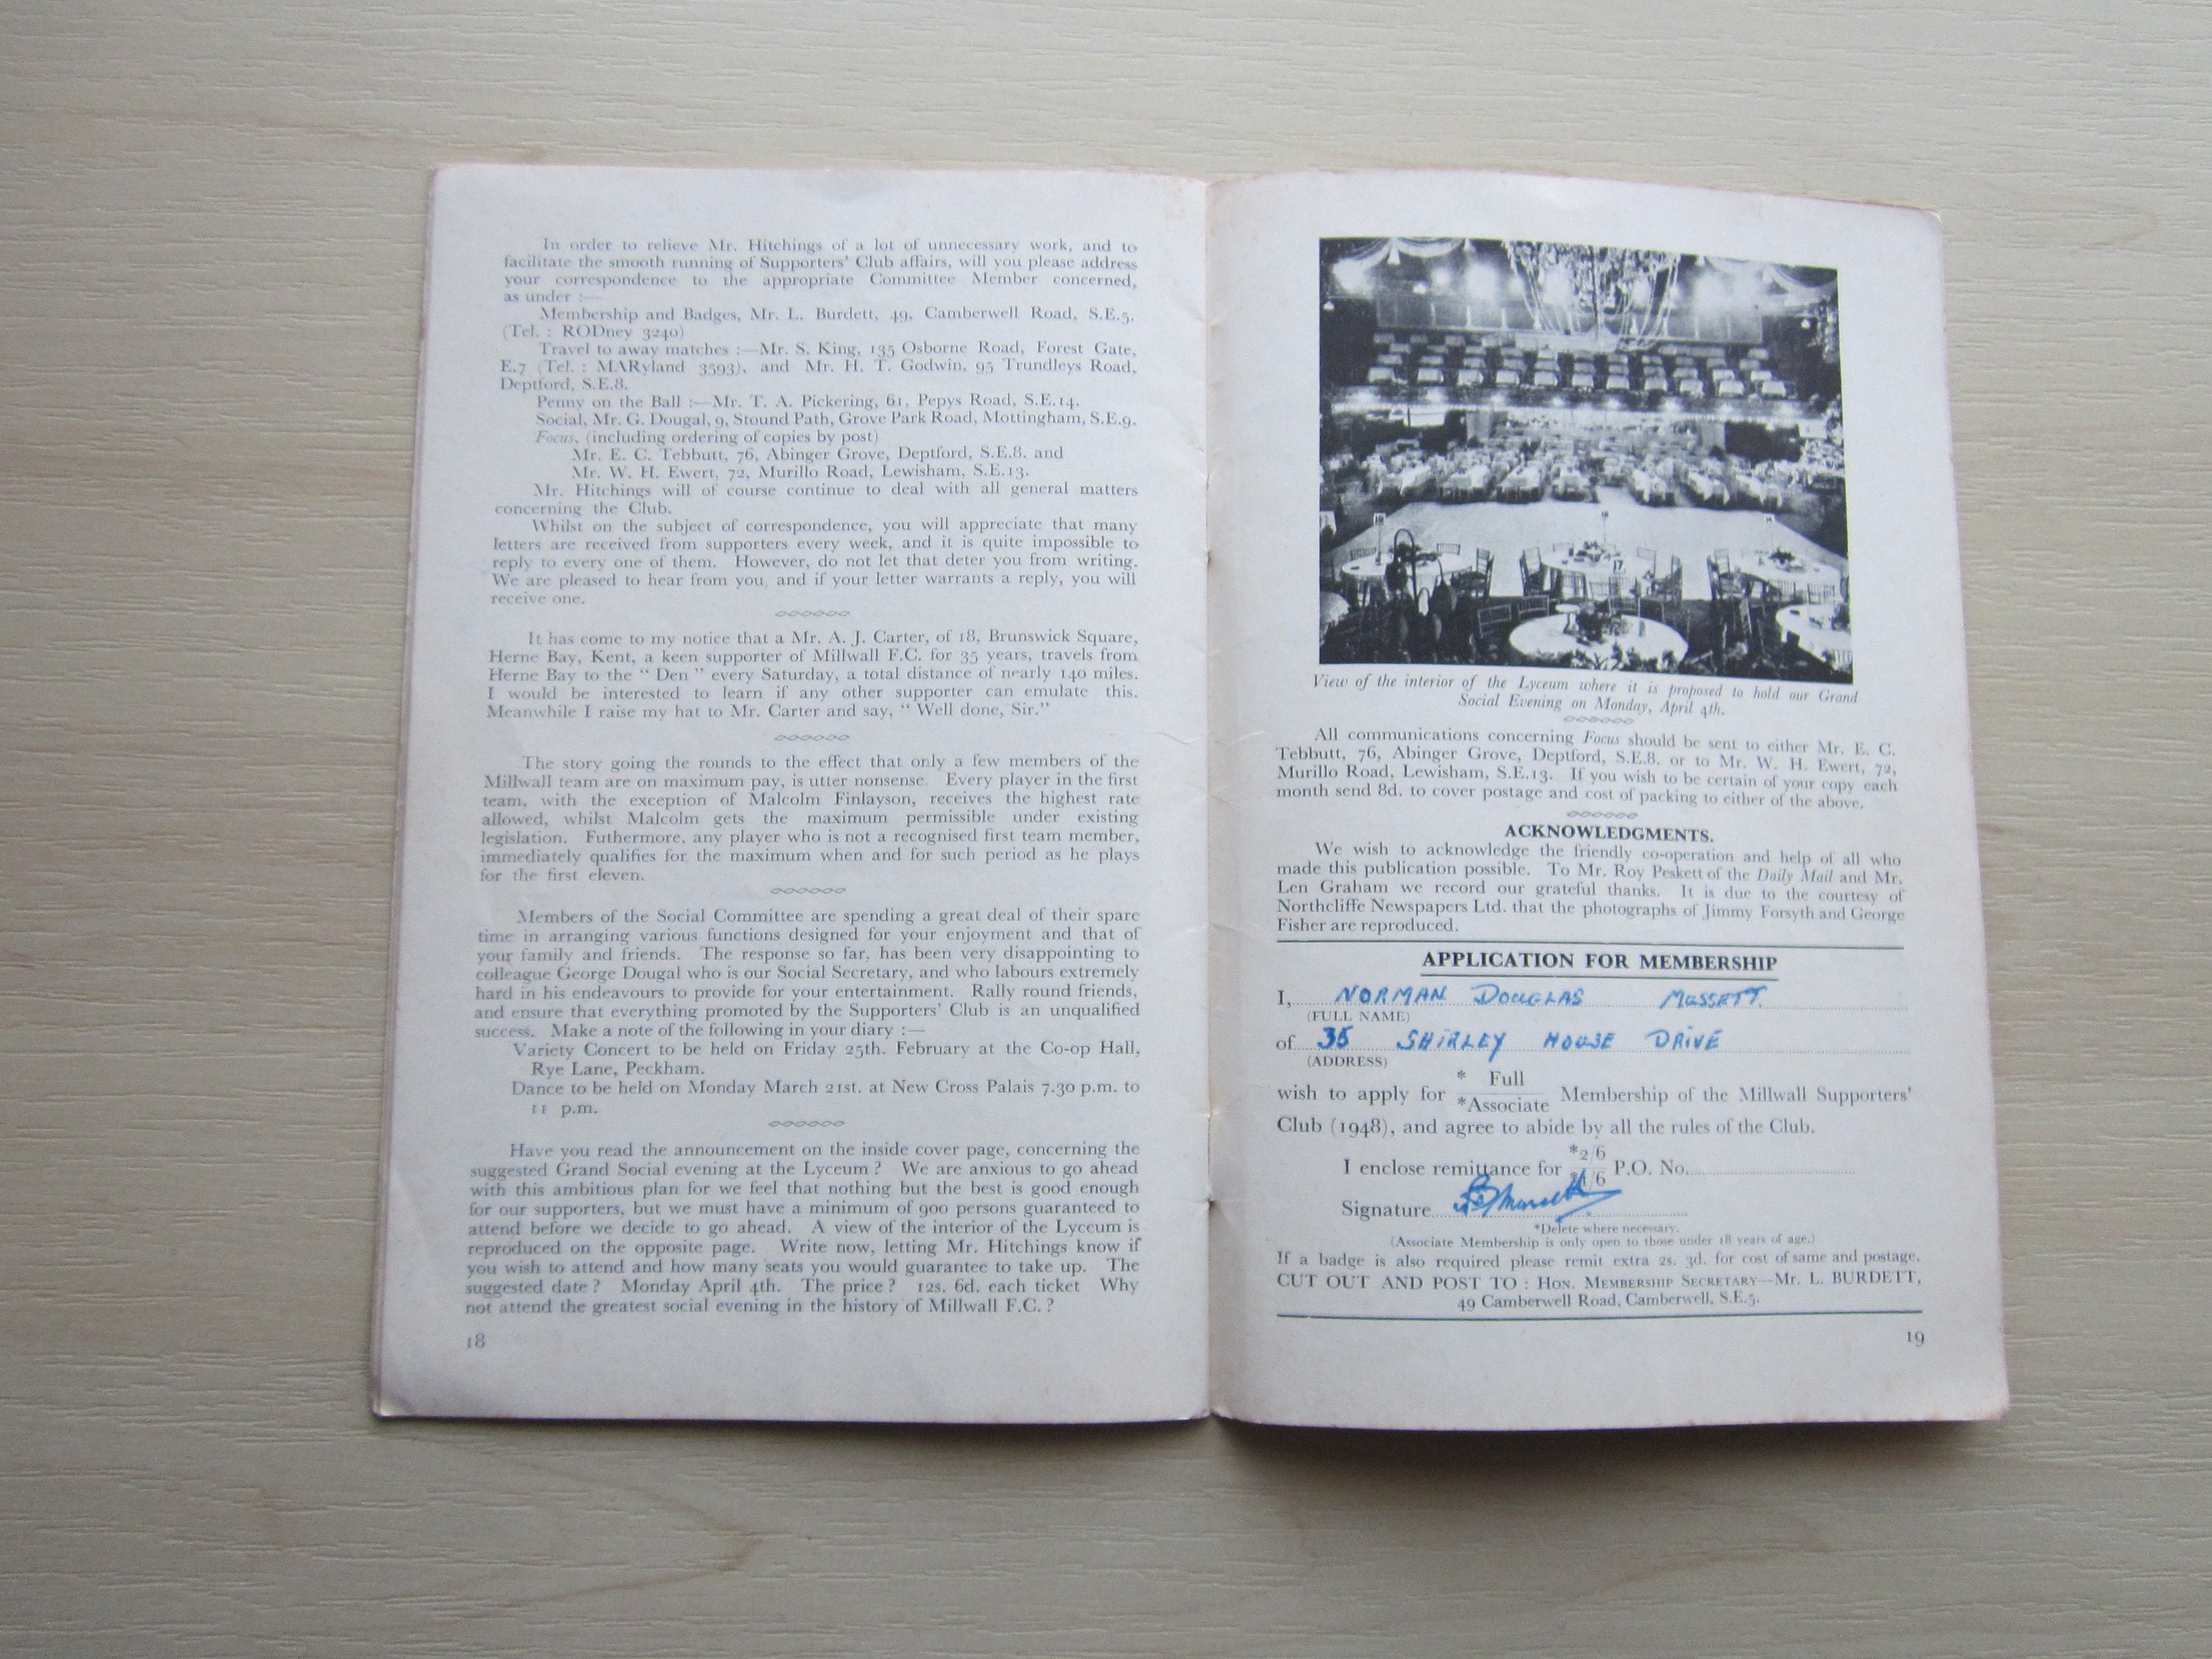 In order to relieve Mr. Hitchings of a lot of unnecessary work, and to
facilitate the smooth running of Supporters' Club affairs, will you please address
your correspondence to the appropriate Committee Member concerned,
as under :—
Membership and Badges, Mr. L. Burdett, 49, Camberwell Road, S.E.5.
(Tel. : RODney 3240)
Travel to away matches :—Mr. S. King, 135 Osborne Road, Forest Gate,
E.7 (Tel. : MARyland 3593), and Mr. H. T. Godwin, 95 Trundleys Road,
Deptford, S.E.8.
Penny on the Ball :—Mr. T. A. Pickering, 61, Pepys Road, S.E.14.
Social, Mr. G. Dougal, 9, Stound Path, Grove Park Road, Mottingham, S.E.9.
Focus, (including ordering of copies by post)
Mr. E. C. Tebbutt, 76, Abinger Grove, Deptford, S.E.8. and
Mr. W. H. Ewert, 72, Murillo Road, Lewisham, S.E.13.
Mr. Hitchings will of course continue to deal with all general matters
concerning the Club.
Whilst on the subject of correspondence, you will appreciate that many
letters are received from supporters every week, and it is quite impossible to
reply to every one of them. However, do not let that deter you from writing.
We are pleased to hear from you, and if your letter warrants a reply, you will
receive one.
It has come to my notice that a Mr. A. J. Carter, of 18, Brunswick Square,
Herne Bay, Kent, a keen supporter of Millwall F.C. for 35 years, travels from
Herne Bay to the " Den " every Saturday, a total distance of nearly 140 miles.
I would be interested to learn if any other supporter can emulate this.
Meanwhile I raise my hat to Mr. Carter and say, " Well done, Sir."
The story going the rounds to the effect that only a few members of the
Millwall team are on maximum pay, is utter nonsense. Every player in the first
team, with the exception of Malcolm Finlayson, receives the highest rate
allowed, whilst Malcolm gets the maximum permissible under existing
legislation. Futhermore, any player who is not a recognised first team member,
immediately qualifies for the maximum when and for such period as he plays
for the first eleven.
Members of the Social Committee are spending a great deal of their spare
time in arranging various functions designed for your enjoyment and that of
your family and friends. The response so far, has been very disappointing to
colleague George Dougal who is our Social Secretary, and who labours extremely
hard in his endeavours to provide for your entertainment. Rally round friends,
and ensure that everything promoted by the Supporters' Club is an unqualified
success. Make a note of the following in your diary :—
Variety Concert to be held on Friday 25th. February at the Co-op Hall,
Rye Lane, Peckham.
Dance to be held on Monday March 21st. at New Cross Palais 7.30 p.m. to
11 p.m.
Have you read the announcement on the inside cover page, concerning the
suggested Grand Social evening at the Lyceum ? We are anxious to go ahead
with this ambitious plan for we feel that nothing but the best is good enough
for our supporters, but we must have a minimum of 900 persons guaranteed to
attend before we decide to go ahead. A view of the interior of the Lyceum is
reproduced on the opposite page. Write now, letting Mr. Hitchings know if
you wish to attend and how many seats you would guarantee to take up. The
suggested date ? Monday April 4th. The price ? 12s. 6d. each ticket Why
not attend the greatest social evening in the history of Millwall F.C. ?
18
17
View of the interior of the Lyceum where it is proposed to hold our Grand
Social Evening on Monday, April 4th.
All communications concerning Focus should be sent to either Mr. E. C.
Tebbutt, 76, Abinger Grove, Deptford, S.E.8. or to Mr. W. H. Ewert, 72,
Murillo Road, Lewisham, S.E.13. If you wish to be certain of your copy each
month send 8d. to cover postage and cost of packing to either of the above.
ACKNOWLEDGMENTS.
We wish to acknowledge the friendly co-operation and help of all who
made this publication possible. To Mr. Roy Peskett of the Daily Mail and Mr.
Len Graham we record our grateful thanks. It is due to the courtesy of
Northcliffe Newspapers Ltd. that the photographs of Jimmy Forsyth and George
Fisher are reproduced.
APPLICATION FOR MEMBERSHIP
I, NORMAN DOUGLAS MUSSETT.
(FULL NAME)
of 35 SHIRLEY HOUSE DRIVE
(ADDRESS)
* Full
wish to apply for *Associate Membership of the Millwall Supporters'
Club (1948), and agree to abide by all the rules of the Club.
*2/6
I enclose remittance for *1/6 P.O. No.
Signature
*Delete where necessary.
(Associate Membership is only open to those under 18 years of age.)
If a badge is also required please remit extra 2s. 3d. for cost of same and postage.
CUT OUT AND POST TO : HON. MEMBERSHIP SECRETARY—Mr. L. BURDETT,
49 Camberwell Road, Camberwell, S.E.5.
19